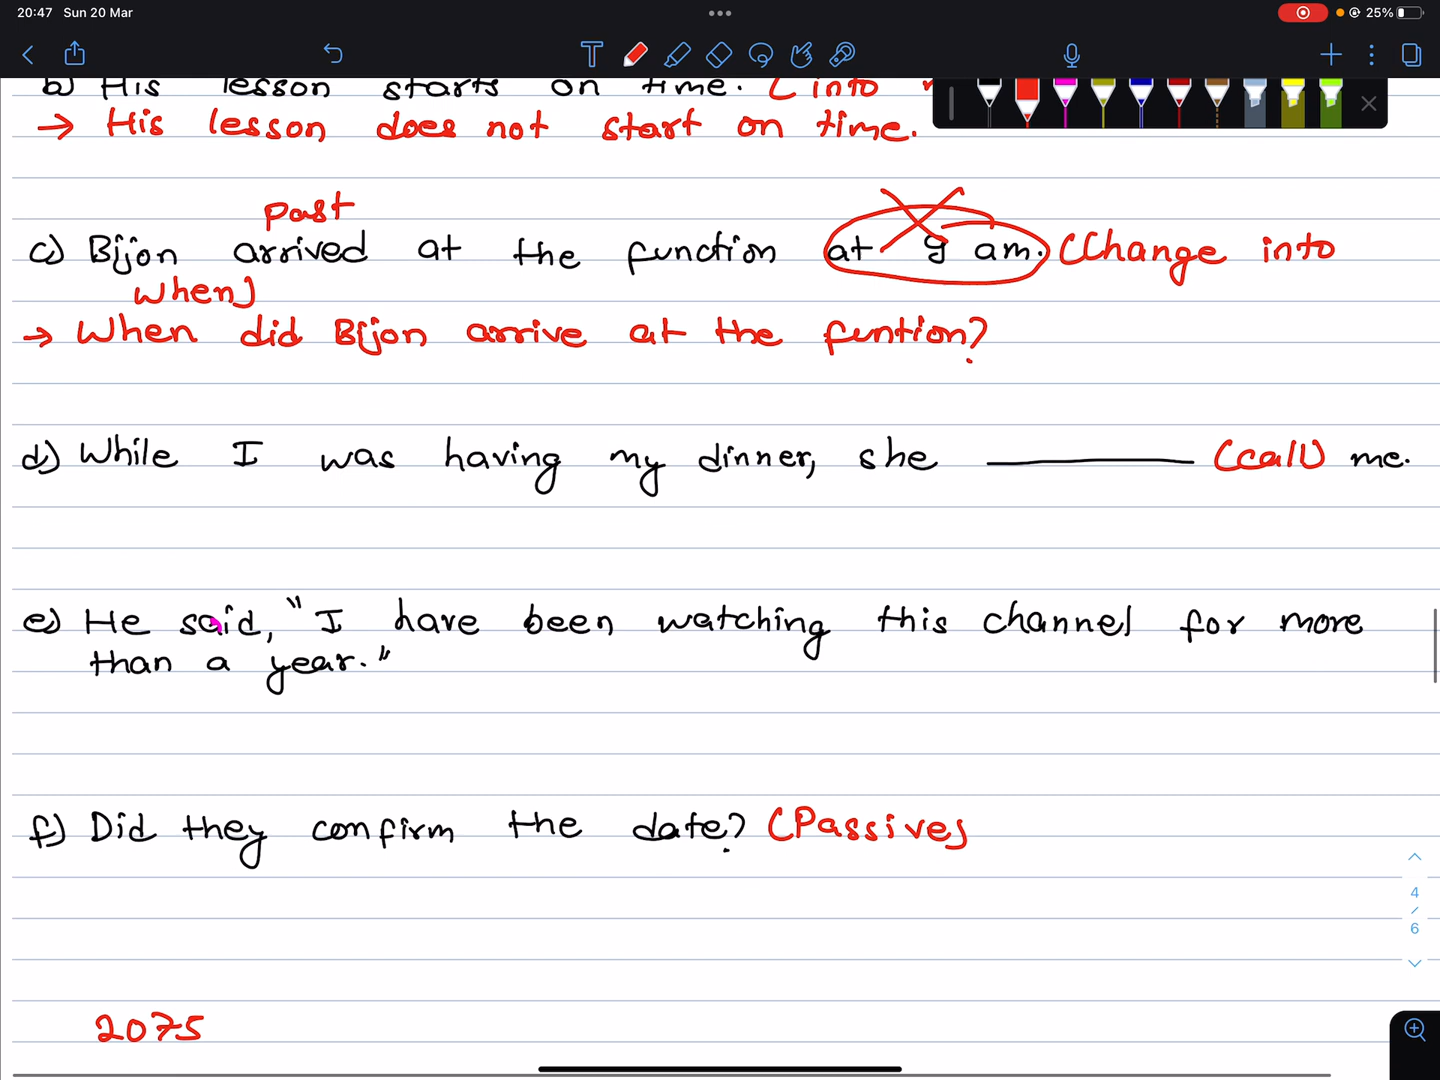 20:47 Sun 20 Mar
25%
b) His lesson starts on time. (into
→ His lesson does not start on time.
Past
c) Bijon arrived at the function at 9 am. (Change into
when)
→ When did Bijon arrive at the funtion?
d) While I was having my dinner, she ________ (call) me.
e) He said, "I have been watching this channel for more
than a year."
f) Did they confirm the date? (Passive)
4
/
6
2075